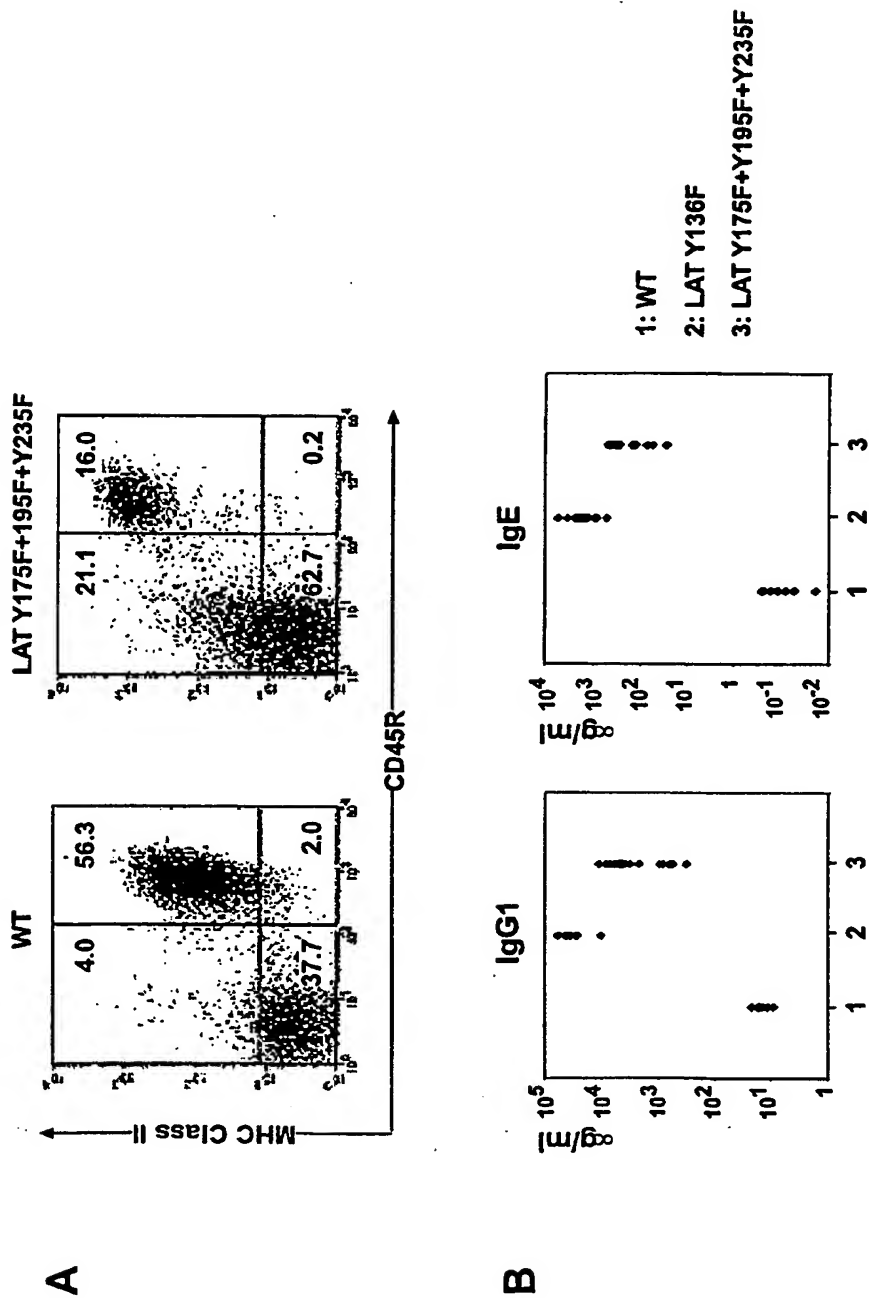 A
WT
LAT Y175F+195F+Y235F
4.0
56.3
37.7
2.0
21.1
16.0
62.7
0.2
MHC Class II
CD45R
B
IgG1
∞g/ml
10^5
10^4
10^3
10^2
10^1
1
1
2
3
IgE
∞g/ml
10^4
10^3
10^2
10^1
1
10^-1
10^-2
1
2
3
1: WT
2: LAT Y136F
3: LAT Y175F+Y195F+Y235F